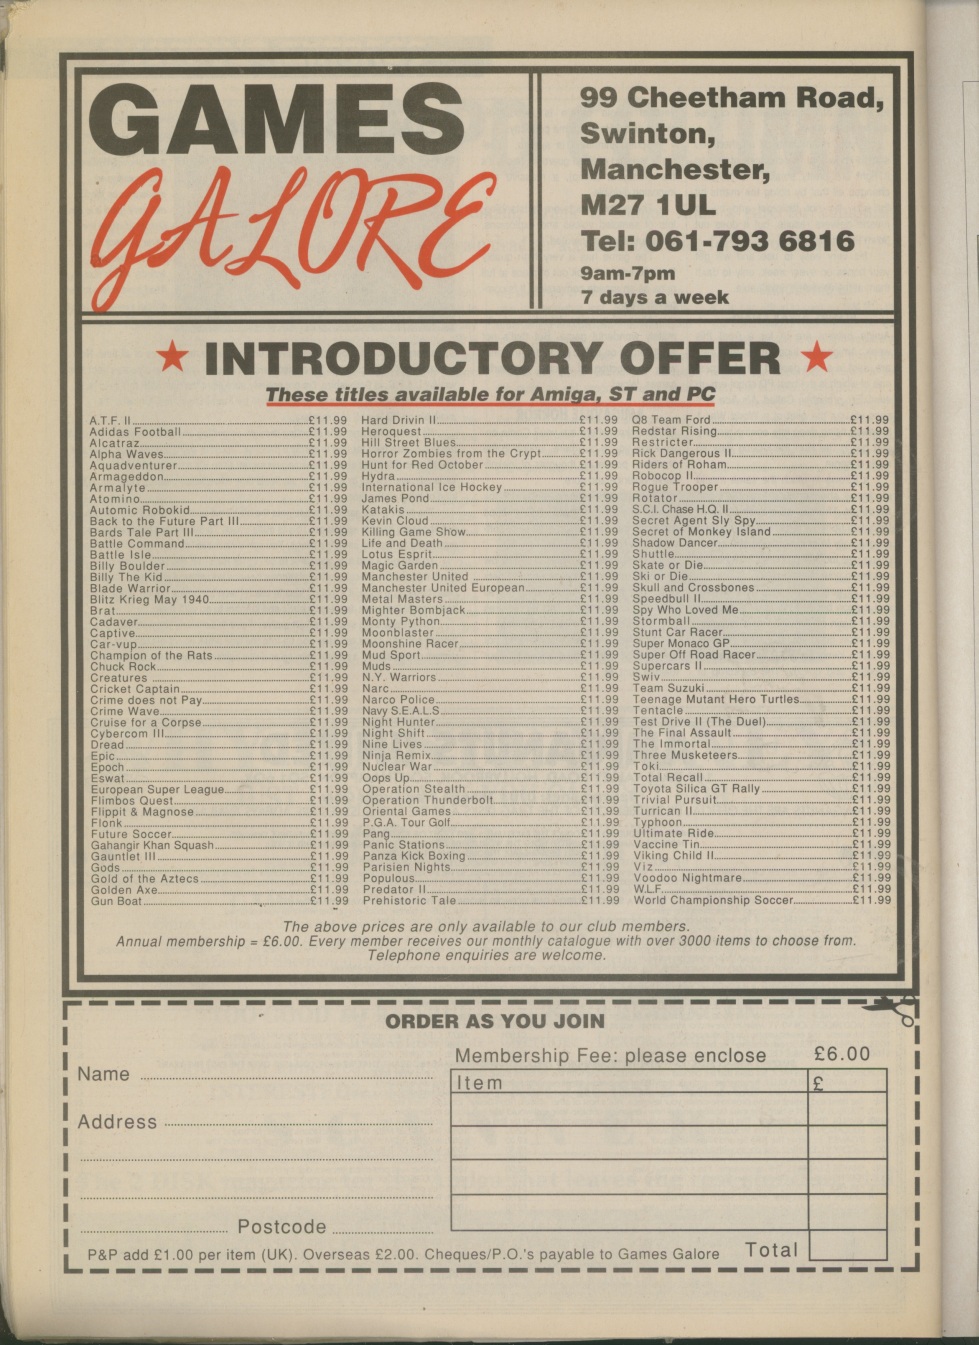 GAMES
GALORE
99 Cheetham Road,
Swinton,
Manchester,
M27 1UL
Tel: 061-793 6816
9am-7pm
7 days a week
INTRODUCTORY OFFER
These titles available for Amiga, ST and PC
A.T.F. II £11.99
Adidas Football £11.99
Alcatraz £11.99
Alpha Waves £11.99
Aquadventurer £11.99
Armageddon £11.99
Armalyte £11.99
Atomino £11.99
Automic Robokid £11.99
Back to the Future Part III £11.99
Bards Tale Part III £11.99
Battle Command £11.99
Battle Isle £11.99
Billy Boulder £11.99
Billy The Kid £11.99
Blade Warrior £11.99
Blitz Krieg May 1940 £11.99
Brat £11.99
Cadaver £11.99
Captive £11.99
Car-vup £11.99
Champion of the Rats £11.99
Chuck Rock £11.99
Creatures £11.99
Cricket Captain £11.99
Crime does not Pay £11.99
Crime Wave £11.99
Cruise for a Corpse £11.99
Cybercom III £11.99
Dread £11.99
Epic £11.99
Epoch £11.99
Eswat £11.99
European Super League £11.99
Flimbos Quest £11.99
Flippit & Magnose £11.99
Flonk £11.99
Future Soccer £11.99
Gahangir Khan Squash £11.99
Gauntlet III £11.99
Gods £11.99
Gold of the Aztecs £11.99
Golden Axe £11.99
Gun Boat £11.99
Hard Drivin II £11.99
Heroquest £11.99
Hill Street Blues £11.99
Horror Zombies from the Crypt £11.99
Hunt for Red October £11.99
Hydra £11.99
International Ice Hockey £11.99
James Pond £11.99
Katakis £11.99
Kevin Cloud £11.99
Killing Game Show £11.99
Life and Death £11.99
Lotus Esprit £11.99
Magic Garden £11.99
Manchester United £11.99
Manchester United European £11.99
Metal Masters £11.99
Mighter Bombjack £11.99
Monty Python £11.99
Moonblaster £11.99
Moonshine Racer £11.99
Mud Sport £11.99
Muds £11.99
N.Y. Warriors £11.99
Narc £11.99
Narco Police £11.99
Navy S.E.A.L.S £11.99
Night Hunter £11.99
Night Shift £11.99
Nine Lives £11.99
Ninja Remix £11.99
Nuclear War £11.99
Oops Up £11.99
Operation Stealth £11.99
Operation Thunderbolt £11.99
Oriental Games £11.99
P.G.A. Tour Golf £11.99
Pang £11.99
Panic Stations £11.99
Panza Kick Boxing £11.99
Parisien Nights £11.99
Populous £11.99
Predator II £11.99
Prehistoric Tale £11.99
Q8 Team Ford £11.99
Redstar Rising £11.99
Restricter £11.99
Rick Dangerous II £11.99
Riders of Roham £11.99
Robocop II £11.99
Rogue Trooper £11.99
Rotator £11.99
S.C.I. Chase H.Q. II £11.99
Secret Agent Sly Spy £11.99
Secret of Monkey Island £11.99
Shadow Dancer £11.99
Shuttle £11.99
Skate or Die £11.99
Ski or Die £11.99
Skull and Crossbones £11.99
Speedbull II £11.99
Spy Who Loved Me £11.99
Stormball £11.99
Stunt Car Racer £11.99
Super Monaco GP £11.99
Super Off Road Racer £11.99
Supercars II £11.99
Swiv £11.99
Team Suzuki £11.99
Teenage Mutant Hero Turtles £11.99
Tentacle £11.99
Test Drive II (The Duel) £11.99
The Final Assault £11.99
The Immortal £11.99
Three Musketeers £11.99
Toki £11.99
Total Recall £11.99
Toyota Silica GT Rally £11.99
Trivial Pursuit £11.99
Turrican II £11.99
Typhoon £11.99
Ultimate Ride £11.99
Vaccine Tin £11.99
Viking Child II £11.99
Viz £11.99
Voodoo Nightmare £11.99
W.L.F. £11.99
World Championship Soccer £11.99
The above prices are only available to our club members.
Annual membership = £6.00. Every member receives our monthly catalogue with over 3000 items to choose from.
Telephone enquiries are welcome.
ORDER AS YOU JOIN
Membership Fee: please enclose £6.00
Name
Item £
Address
Postcode
P&P add £1.00 per item (UK). Overseas £2.00. Cheques/P.O.'s payable to Games Galore
Total